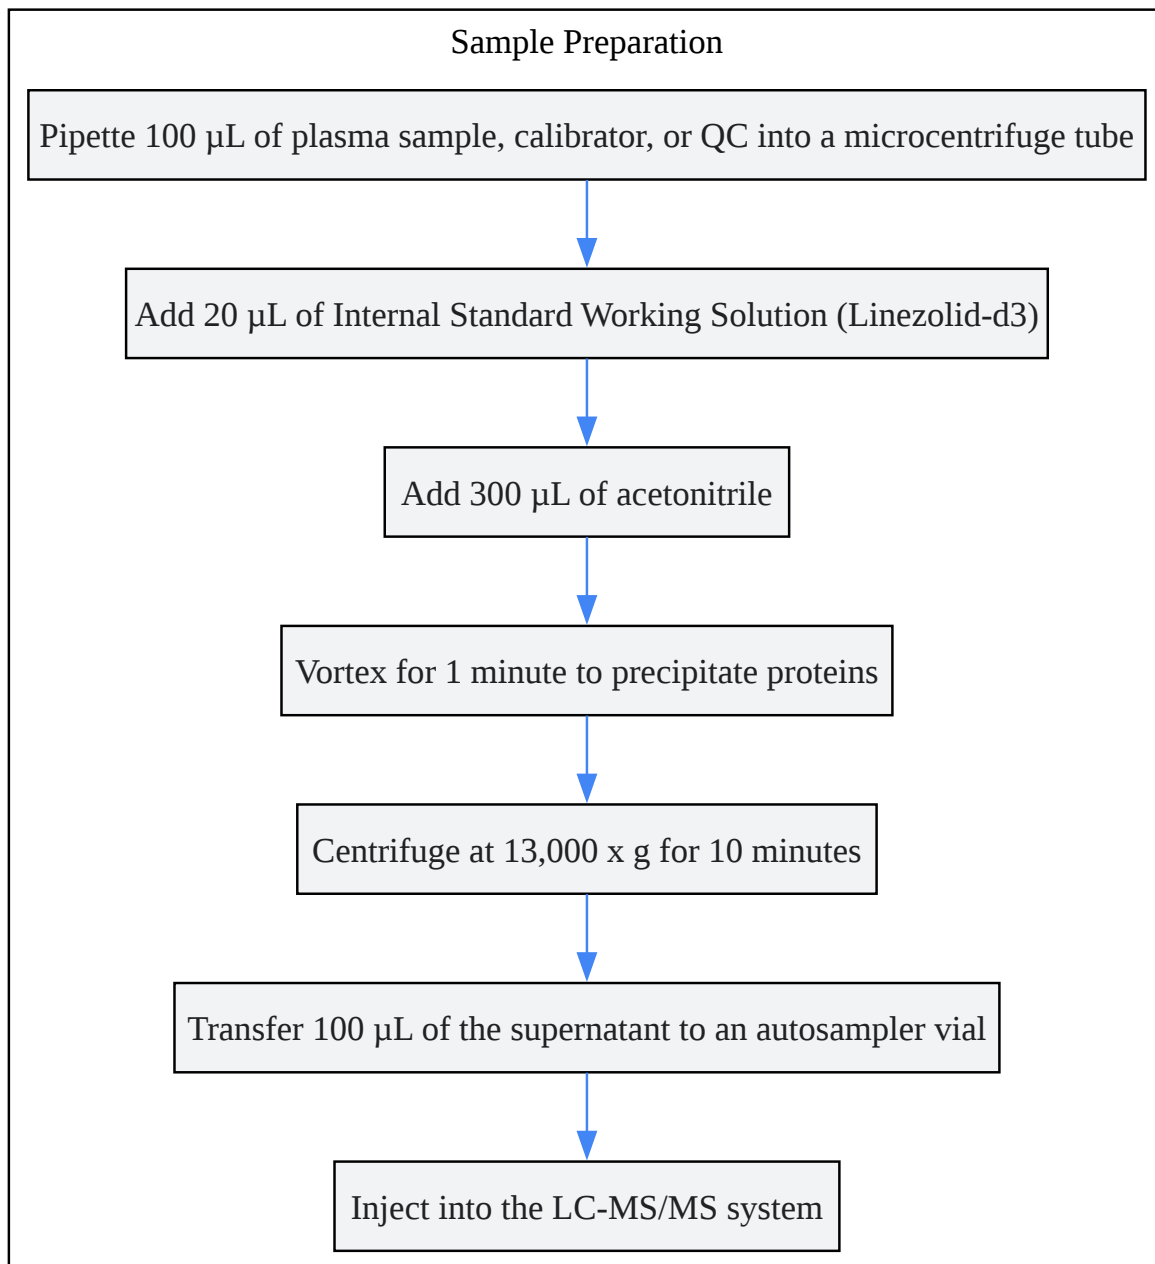 Sample Preparation
Pipette 100 µL of plasma sample, calibrator, or QC into a microcentrifuge tube
Add 20 µL of Internal Standard Working Solution (Linezolid-d3)
Add 300 µL of acetonitrile
Vortex for 1 minute to precipitate proteins
Centrifuge at 13,000 x g for 10 minutes
Transfer 100 µL of the supernatant to an autosampler vial
Inject into the LC-MS/MS system